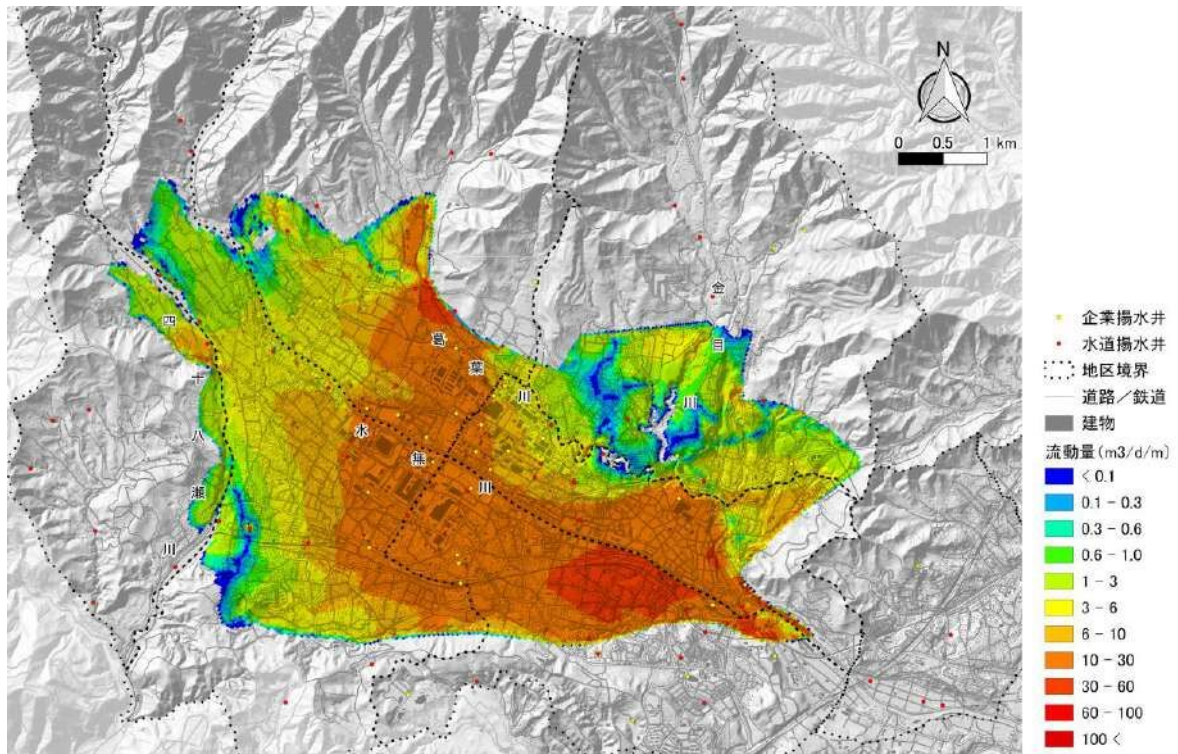 N
0 0.5 1 km
金
目
川
葛
葉
川
水
無
川
四
十
八
瀬
川
企業揚水井
水道揚水井
地区境界
道路/鉄道
建物
流動量(m3/d/m)
< 0.1
0.1 - 0.3
0.3 - 0.6
0.6 - 1.0
1 - 3
3 - 6
6 - 10
10 - 30
30 - 60
60 - 100
100 <